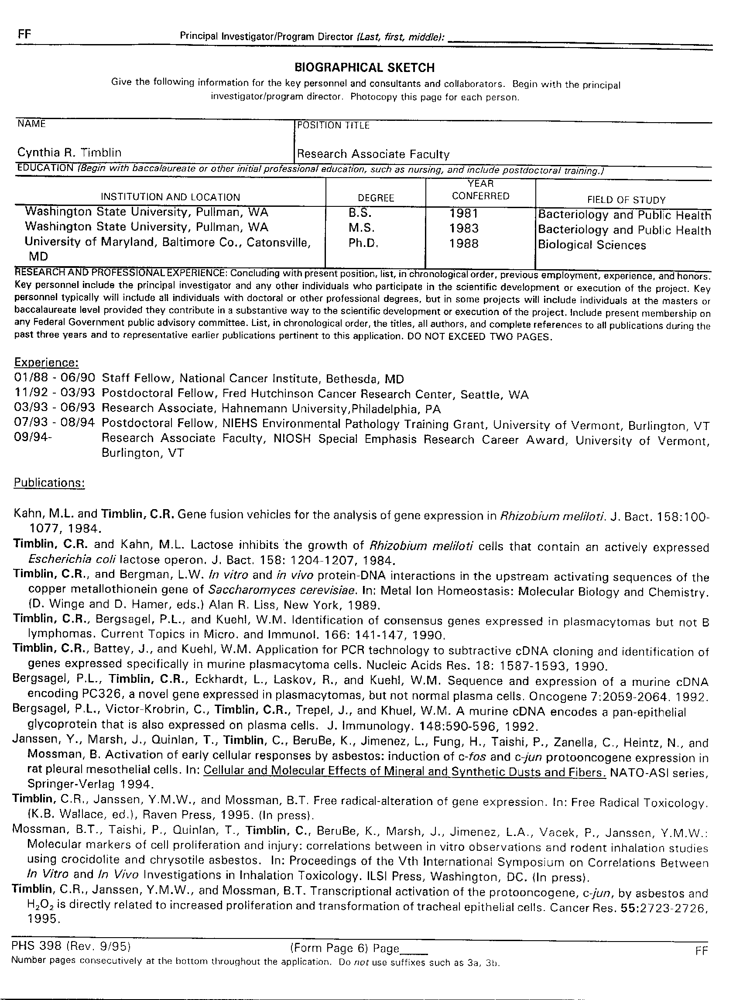 FF
Principal Investigator/Program Director (Last, first, middle):
BIOGRAPHICAL SKETCH
Give the following information for the key personnel and consultants and collaborators. Begin with the principal
investigator/program director. Photocopy this page for each person.
NAME
POSITION TITLE
Cynthia R. Timblin
Research Associate Faculty
EDUCATION (Begin with baccalaureate or other initial professional education, such as nursing, and include postdoctoral training.)
INSTITUTION AND LOCATION DEGREE YEAR CONFERRED FIELD OF STUDY
Washington State University, Pullman, WA B.S. 1981 Bacteriology and Public Health
Washington State University, Pullman, WA M.S. 1983 Bacteriology and Public Health
University of Maryland, Baltimore Co., Catonsville, Ph.D. 1988 Biological Sciences
MD
RESEARCH AND PROFESSIONAL EXPERIENCE: Concluding with present position, list, in chronological order, previous employment, experience, and honors.
Key personnel include the principal investigator and any other individuals who participate in the scientific development or execution of the project. Key
personnel typically will include all individuals with doctoral or other professional degrees, but in some projects will include individuals at the masters or
baccalaureate level provided they contribute in a substantive way to the scientific development or execution of the project. Include present membership on
any Federal Government public advisory committee. List, in chronological order, the titles, all authors, and complete references to all publications during the
past three years and to representative earlier publications pertinent to this application. DO NOT EXCEED TWO PAGES.
Experience:
01/88 - 06/90 Staff Fellow, National Cancer Institute, Bethesda, MD
11/92 - 03/93 Postdoctoral Fellow, Fred Hutchinson Cancer Research Center, Seattle, WA
03/93 - 06/93 Research Associate, Hahnemann University,Philadelphia, PA
07/93 - 08/94 Postdoctoral Fellow, NIEHS Environmental Pathology Training Grant, University of Vermont, Burlington, VT
09/94- Research Associate Faculty, NIOSH Special Emphasis Research Career Award, University of Vermont,
Burlington, VT
Publications:
Kahn, M.L. and Timblin, C.R. Gene fusion vehicles for the analysis of gene expression in Rhizobium meliloti. J. Bact. 158:100-
1077, 1984.
Timblin, C.R. and Kahn, M.L. Lactose inhibits the growth of Rhizobium meliloti cells that contain an actively expressed
Escherichia coli lactose operon. J. Bact. 158: 1204-1207, 1984.
Timblin, C.R., and Bergman, L.W. In vitro and in vivo protein-DNA interactions in the upstream activating sequences of the
copper metallothionein gene of Saccharomyces cerevisiae. In: Metal Ion Homeostasis: Molecular Biology and Chemistry.
(D. Winge and D. Hamer, eds.) Alan R. Liss, New York, 1989.
Timblin, C.R., Bergsagel, P.L., and Kuehl, W.M. Identification of consensus genes expressed in plasmacytomas but not B
lymphomas. Current Topics in Micro. and Immunol. 166: 141-147, 1990.
Timblin, C.R., Battey, J., and Kuehl, W.M. Application for PCR technology to subtractive cDNA cloning and identification of
genes expressed specifically in murine plasmacytoma cells. Nucleic Acids Res. 18: 1587-1593, 1990.
Bergsagel, P.L., Timblin, C.R., Eckhardt, L., Laskov, R., and Kuehl, W.M. Sequence and expression of a murine cDNA
encoding PC326, a novel gene expressed in plasmacytomas, but not normal plasma cells. Oncogene 7:2059-2064. 1992.
Bergsagel, P.L., Victor-Krobrin, C., Timblin, C.R., Trepel, J., and Khuel, W.M. A murine cDNA encodes a pan-epithelial
glycoprotein that is also expressed on plasma cells. J. Immunology. 148:590-596, 1992.
Janssen, Y., Marsh, J., Quinlan, T., Timblin, C., BeruBe, K., Jimenez, L., Fung, H., Taishi, P., Zanella, C., Heintz, N., and
Mossman, B. Activation of early cellular responses by asbestos: induction of c-fos and c-jun protooncogene expression in
rat pleural mesothelial cells. In: Cellular and Molecular Effects of Mineral and Synthetic Dusts and Fibers. NATO-ASI series,
Springer-Verlag 1994.
Timblin, C.R., Janssen, Y.M.W., and Mossman, B.T. Free radical-alteration of gene expression. In: Free Radical Toxicology.
(K.B. Wallace, ed.), Raven Press, 1995. (In press).
Mossman, B.T., Taishi, P., Quinlan, T., Timblin, C., BeruBe, K., Marsh, J., Jimenez, L.A., Vacek, P., Janssen, Y.M.W.:
Molecular markers of cell proliferation and injury: correlations between in vitro observations and rodent inhalation studies
using crocidolite and chrysotile asbestos. In: Proceedings of the Vth International Symposium on Correlations Between
In Vitro and In Vivo Investigations in Inhalation Toxicology. ILSI Press, Washington, DC. (In press).
Timblin, C.R., Janssen, Y.M.W., and Mossman, B.T. Transcriptional activation of the protooncogene, c-jun, by asbestos and
H₂O₂ is directly related to increased proliferation and transformation of tracheal epithelial cells. Cancer Res. 55:2723-2726,
1995.
PHS 398 (Rev. 9/95) (Form Page 6) Page____ FF
Number pages consecutively at the bottom throughout the application. Do not use suffixes such as 3a, 3b.